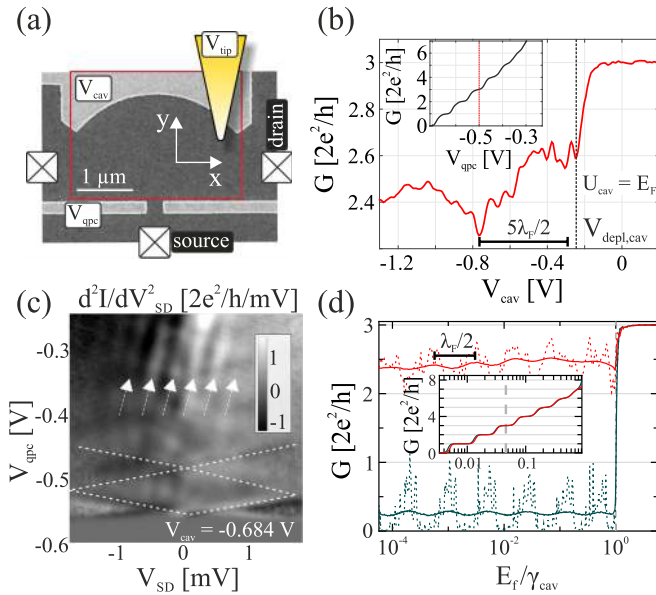 (a)
V_tip
V_cav
y
x
drain
1 μm
V_qpc
source
(b)
G [2e²/h]
3
2.8
2.6
2.4
G [2e²/h]
6
4
2
0
-0.5
-0.3
V_qpc [V]
U_cav = E_F
V_depl,cav
5λ_F/2
-1.2
-0.8
-0.4
0
V_cav [V]
(c)
d²I/dV²_SD [2e²/h/mV]
1
0
-1
V_qpc [V]
-0.3
-0.4
-0.5
-0.6
V_cav = -0.684 V
-1
0
1
V_SD [mV]
(d)
G [2e²/h]
3
2
1
0
λ_F/2
G [2e²/h]
8
4
0
0.01
0.1
10⁻⁴
10⁻²
10⁰
E_f/γ_cav